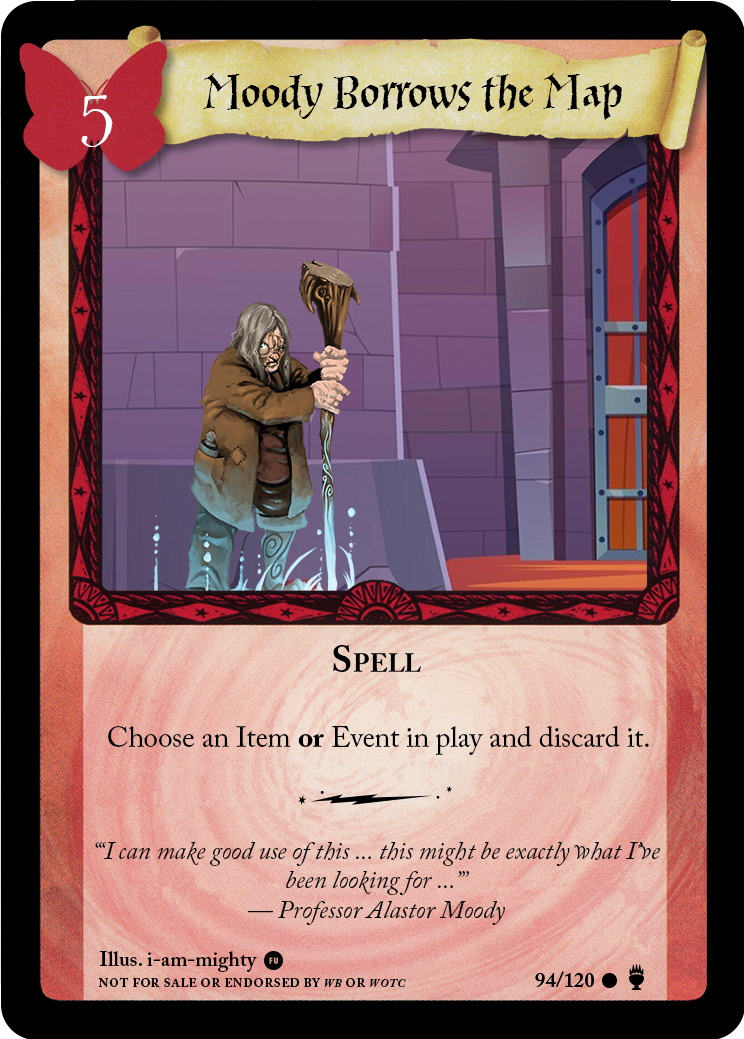 5
Moody Borrows the Map
Spell
Choose an Item or Event in play and discard it.
“‘I can make good use of this ... this might be exactly what I’ve
been looking for ...’”
— Professor Alastor Moody
Illus. i-am-mighty FU
NOT FOR SALE OR ENDORSED BY WB OR WOTC
94/120